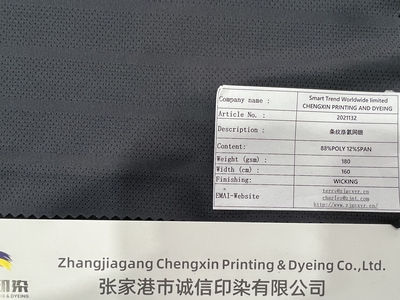 Company name : Smart Trend Worldwide limited
CHENGXIN PRINTING AND DYEING
Article No. : 2021132
Description : 条纹涤氨网眼
Content: 88%POLY 12%SPAN
Weight (gsm) : 180
Width (cm) : 160
Finishing: WICKING
EMAI-Website
印染
Zhangjiagang Chengxin Printing & Dyeing Co.,Ltd.
张家港市诚信印染有限公司